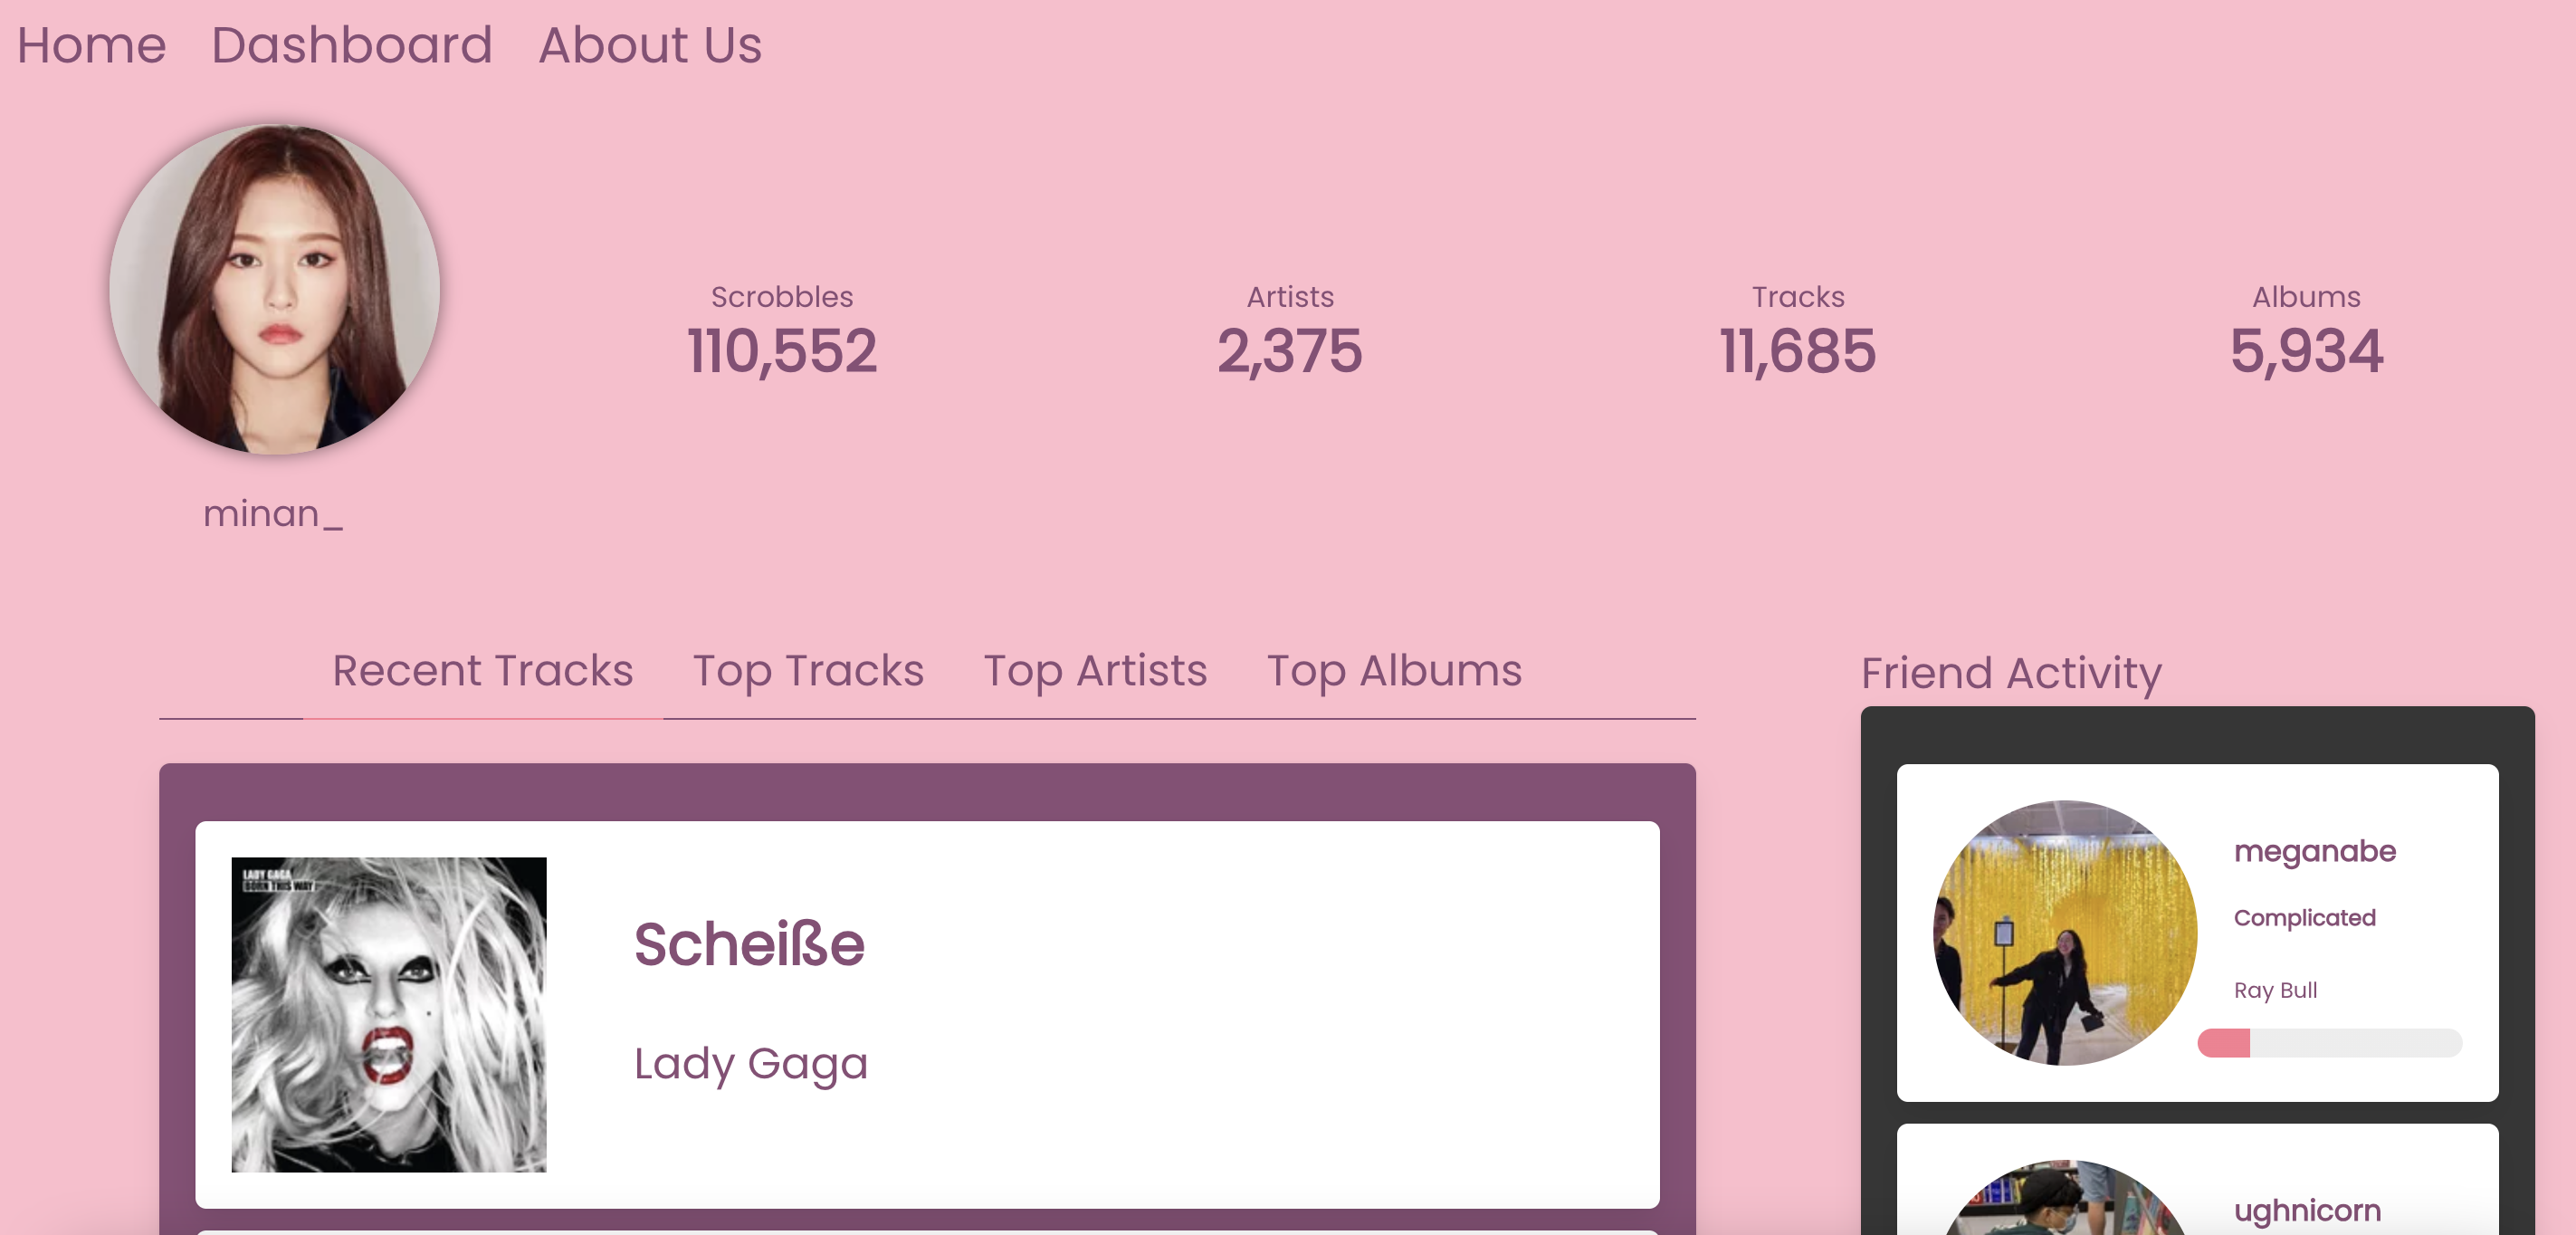 Home Dashboard About Us
Scrobbles
110,552
Artists
2,375
Tracks
11,685
Albums
5,934
minan_
Recent Tracks Top Tracks Top Artists Top Albums
LADY GAGA
BORN THIS WAY
Scheiße
Lady Gaga
Friend Activity
meganabe
Complicated
Ray Bull
ughnicorn